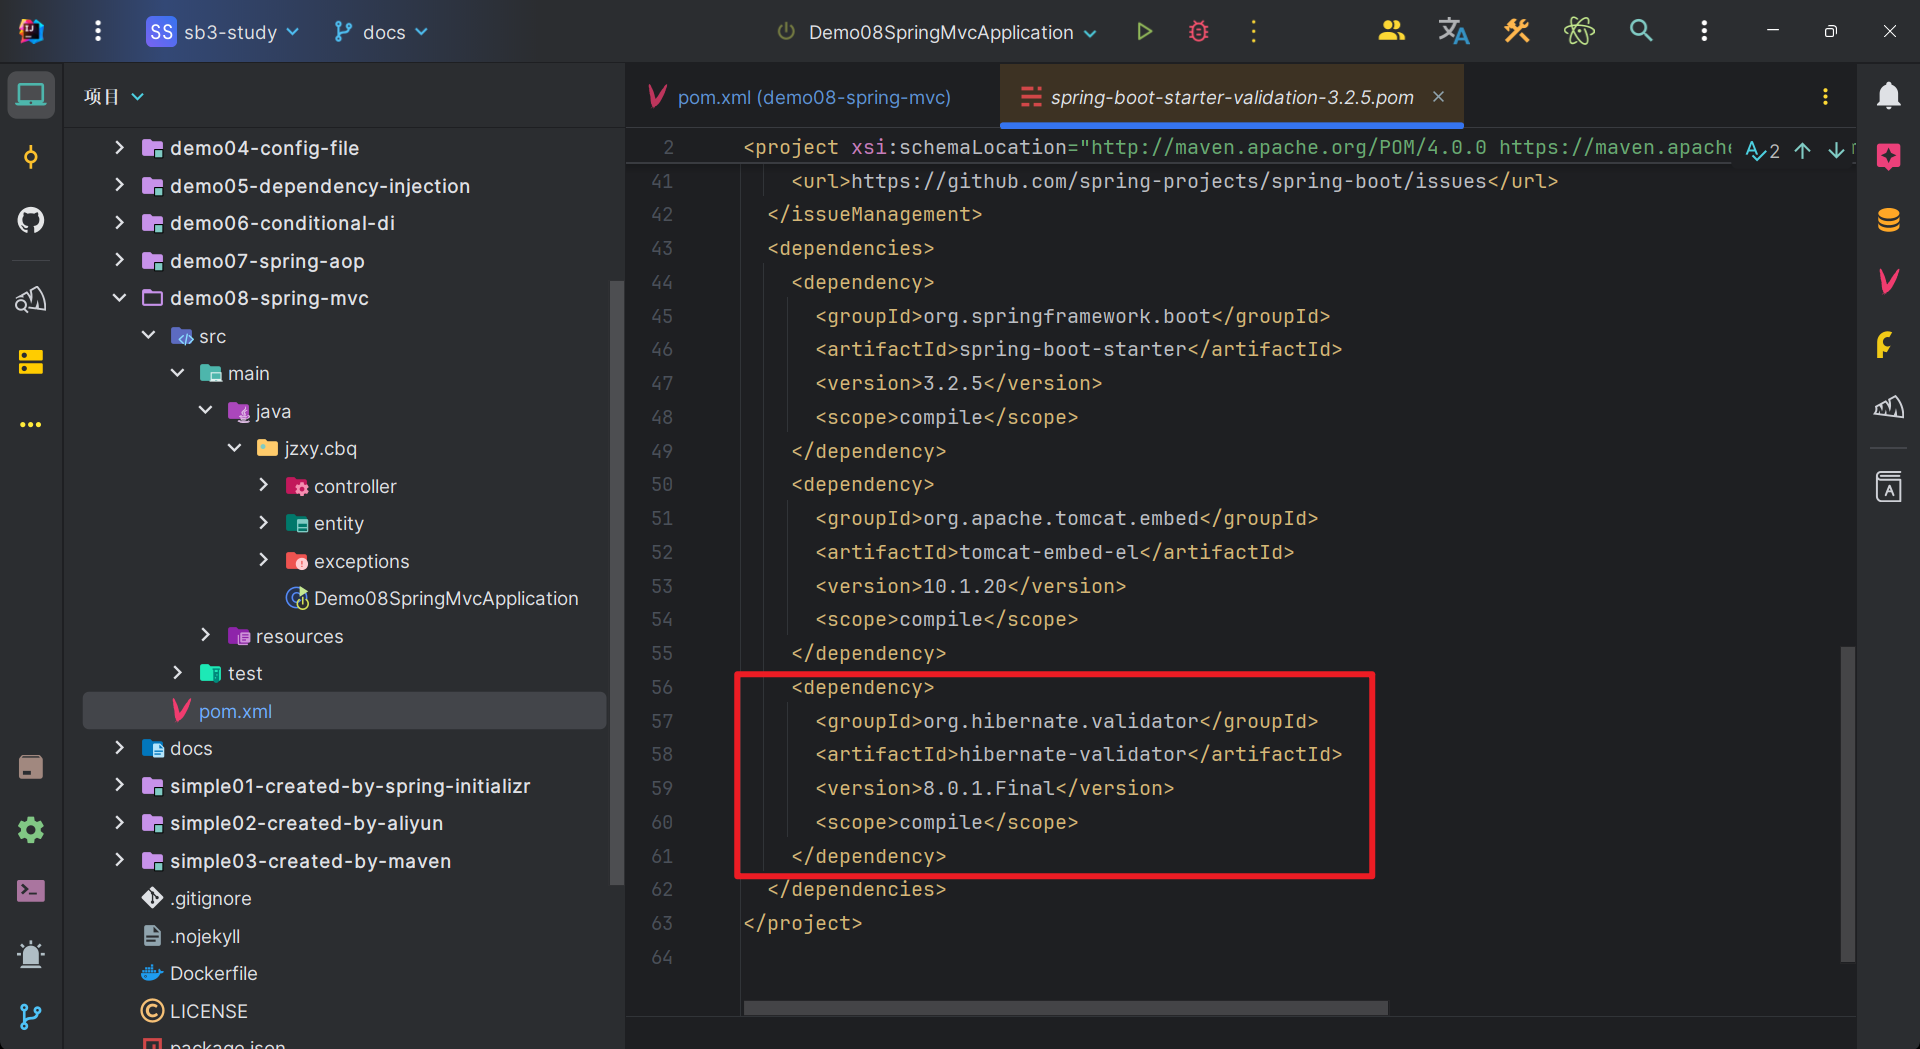 SS sb3-study docs Demo08SpringMvcApplication
项目
demo04-config-file
demo05-dependency-injection
demo06-conditional-di
demo07-spring-aop
demo08-spring-mvc
src
main
java
jzxy.cbq
controller
entity
exceptions
Demo08SpringMvcApplication
resources
test
pom.xml
docs
simple01-created-by-spring-initializr
simple02-created-by-aliyun
simple03-created-by-maven
.gitignore
.nojekyll
Dockerfile
LICENSE
package.json
pom.xml (demo08-spring-mvc) spring-boot-starter-validation-3.2.5.pom
2 <project xsi:schemaLocation="http://maven.apache.org/POM/4.0.0 https://maven.apache 2
41 <url>https://github.com/spring-projects/spring-boot/issues</url>
42 </issueManagement>
43 <dependencies>
44 <dependency>
45 <groupId>org.springframework.boot</groupId>
46 <artifactId>spring-boot-starter</artifactId>
47 <version>3.2.5</version>
48 <scope>compile</scope>
49 </dependency>
50 <dependency>
51 <groupId>org.apache.tomcat.embed</groupId>
52 <artifactId>tomcat-embed-el</artifactId>
53 <version>10.1.20</version>
54 <scope>compile</scope>
55 </dependency>
56 <dependency>
57 <groupId>org.hibernate.validator</groupId>
58 <artifactId>hibernate-validator</artifactId>
59 <version>8.0.1.Final</version>
60 <scope>compile</scope>
61 </dependency>
62 </dependencies>
63 </project>
64